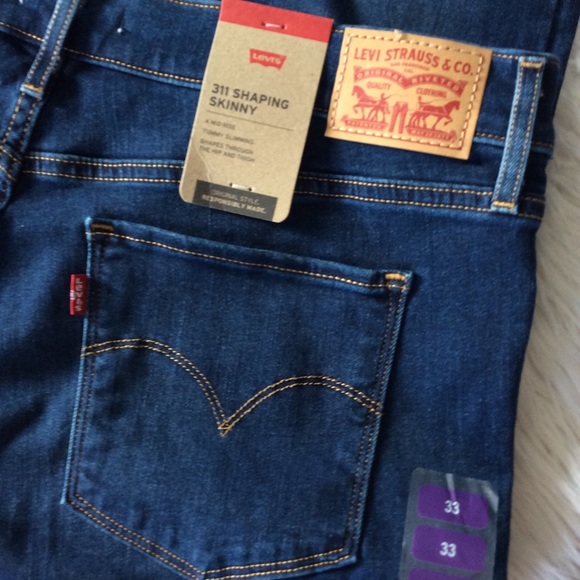 Levi's
311 SHAPING
SKINNY
A MID RISE
TUMMY SLIMMING.
SHAPES THROUGH
THE HIP AND THIGH
ORIGINAL STYLE.
RESPONSIBLY MADE.
LEVI STRAUSS & CO.
ORIGINAL RIVETED
QUALITY CLOTHING
LEVI'S
33
33